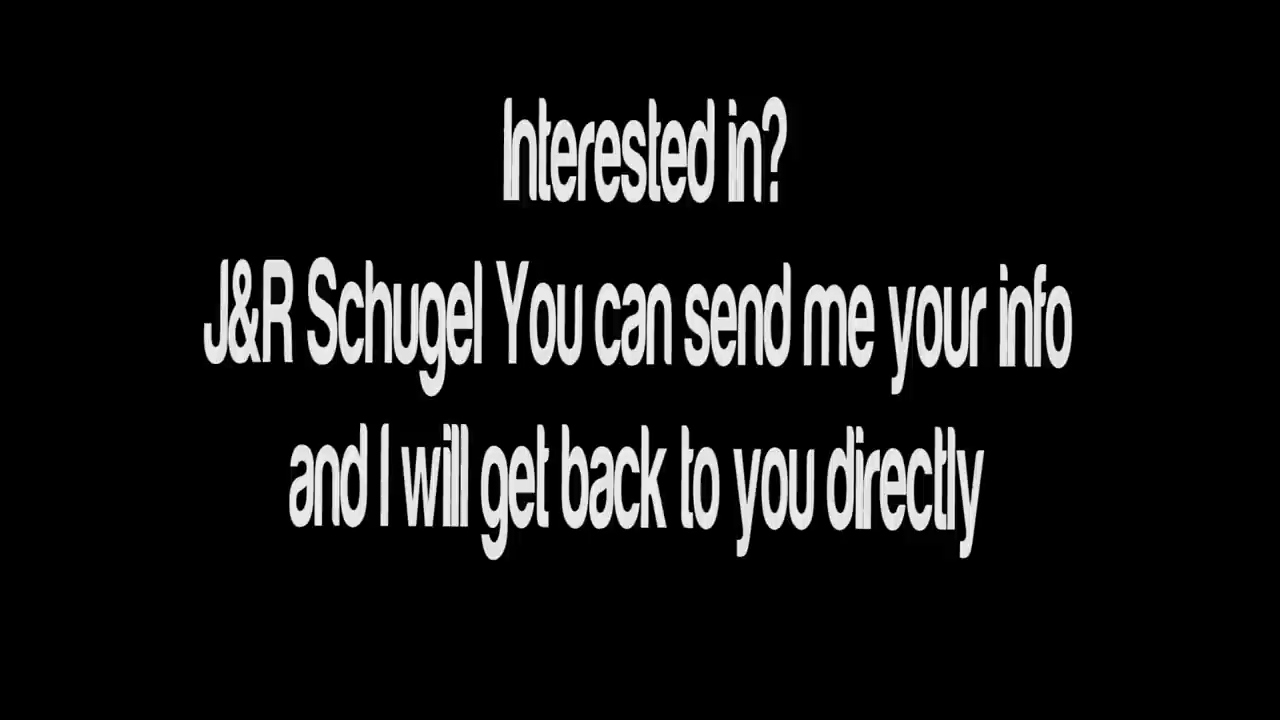 Interested in?
J&R Schugel You can send me your info
and I will get back to you directly